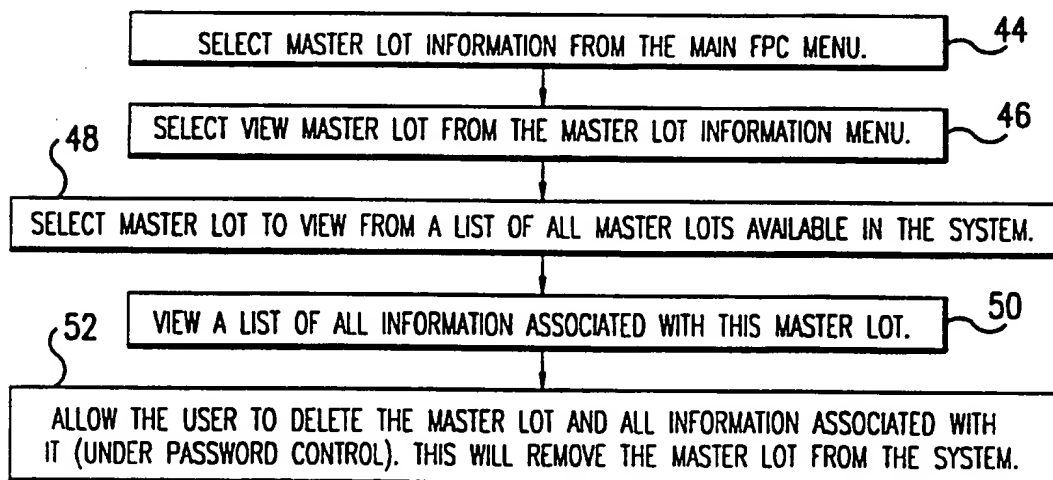 SELECT MASTER LOT INFORMATION FROM THE MAIN FPC MENU.
44
SELECT VIEW MASTER LOT FROM THE MASTER LOT INFORMATION MENU.
46
48
SELECT MASTER LOT TO VIEW FROM A LIST OF ALL MASTER LOTS AVAILABLE IN THE SYSTEM.
VIEW A LIST OF ALL INFORMATION ASSOCIATED WITH THIS MASTER LOT.
50
52
ALLOW THE USER TO DELETE THE MASTER LOT AND ALL INFORMATION ASSOCIATED WITH
IT (UNDER PASSWORD CONTROL). THIS WILL REMOVE THE MASTER LOT FROM THE SYSTEM.